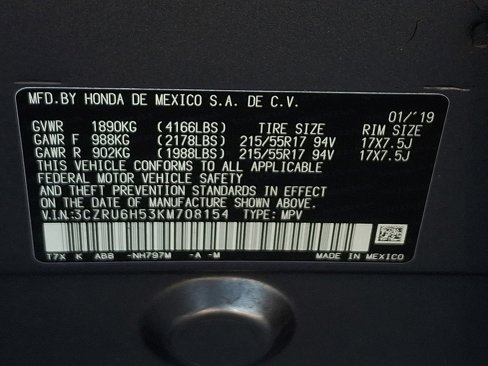 MFD.BY HONDA DE MEXICO S.A. DE C.V.
01/'19
GVWR 1890KG (4166LBS) TIRE SIZE RIM SIZE
GAWR F 988KG (2178LBS) 215/55R17 94V 17X7.5J
GAWR R 902KG (1988LBS) 215/55R17 94V 17X7.5J
THIS VEHICLE CONFORMS TO ALL APPLICABLE
FEDERAL MOTOR VEHICLE SAFETY
AND THEFT PREVENTION STANDARDS IN EFFECT
ON THE DATE OF MANUFACTURE SHOWN ABOVE.
V.I.N:3CZRU6H53KM708154 TYPE: MPV
T7X K ABB -NH797M -A -M MADE IN MEXICO